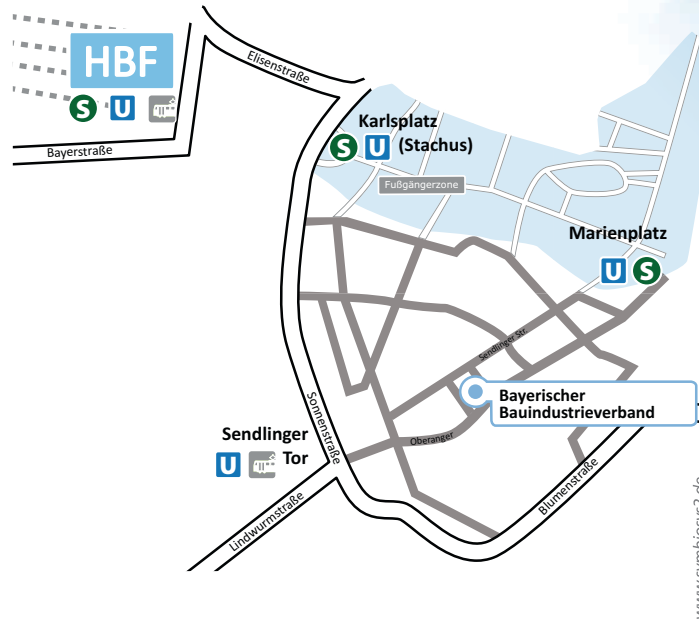 HBF
S U
Elisenstraße
Bayerstraße
Karlsplatz
(Stachus)
S U
Fußgängerzone
Marienplatz
U S
Sendlinger Str.
Bayerischer
Bauindustrieverband
Sonnenstraße
Sendlinger
Tor
U
Oberanger
Lindwurmstraße
Blumenstraße